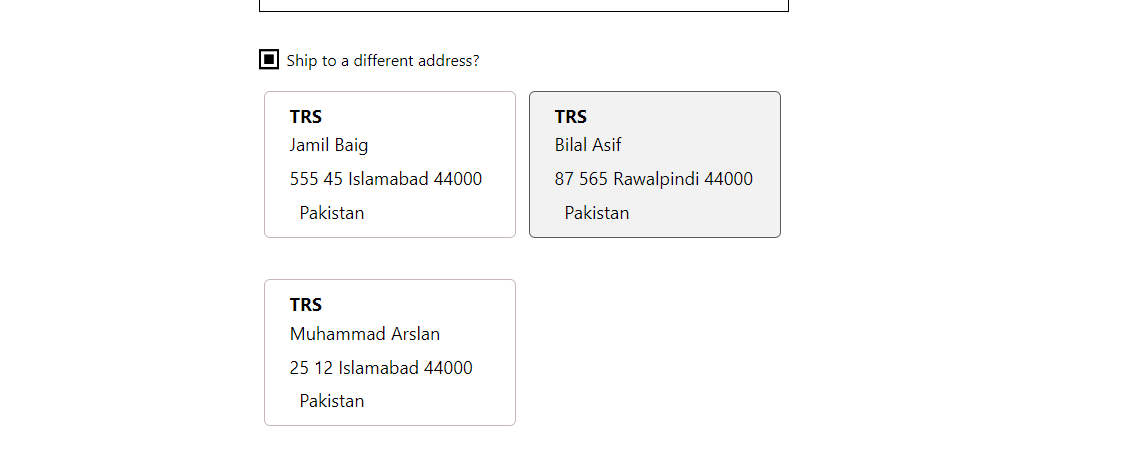 Ship to a different address?
TRS
Jamil Baig
555 45 Islamabad 44000
Pakistan
TRS
Bilal Asif
87 565 Rawalpindi 44000
Pakistan
TRS
Muhammad Arslan
25 12 Islamabad 44000
Pakistan